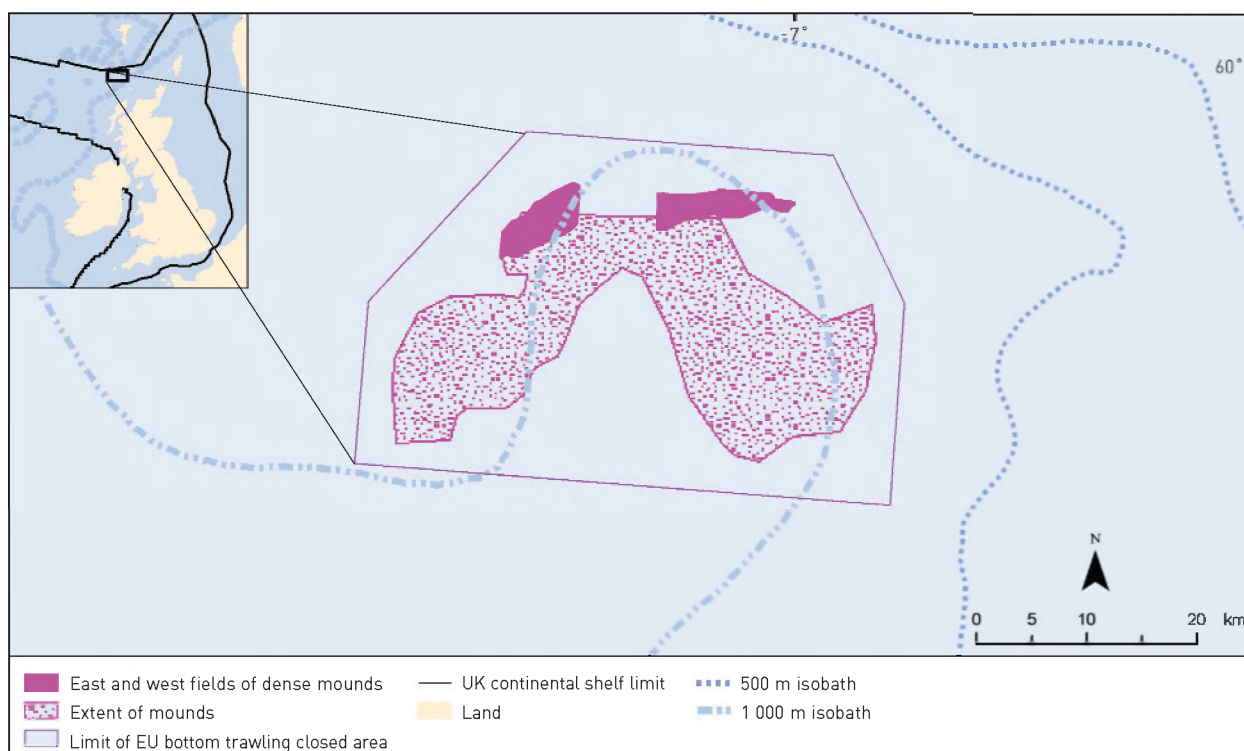 -7°
60°
N
0 5 10 20 km
East and west fields of dense mounds
Extent of mounds
Limit of EU bottom trawling closed area
UK continental shelf limit
Land
500 m isobath
1 000 m isobath